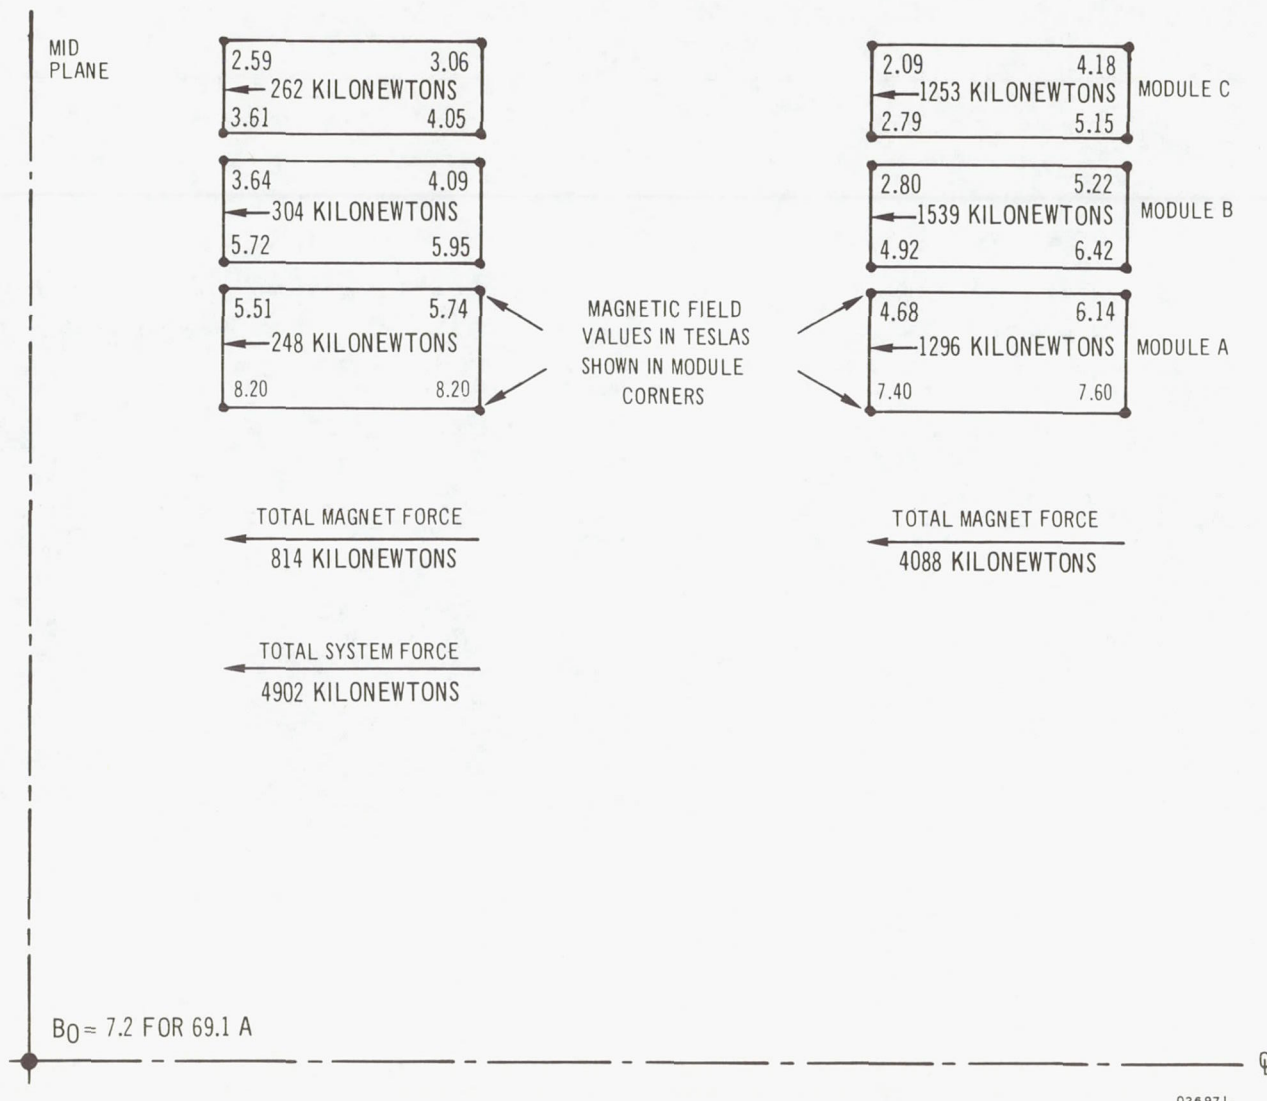 MID
PLANE
2.59 3.06
262 KILONEWTONS
3.61 4.05
3.64 4.09
304 KILONEWTONS
5.72 5.95
5.51 5.74
248 KILONEWTONS
8.20 8.20
MAGNETIC FIELD
VALUES IN TESLAS
SHOWN IN MODULE
CORNERS
2.09 4.18
1253 KILONEWTONS
2.79 5.15
MODULE C
2.80 5.22
1539 KILONEWTONS
4.92 6.42
MODULE B
4.68 6.14
1296 KILONEWTONS
7.40 7.60
MODULE A
TOTAL MAGNET FORCE
814 KILONEWTONS
TOTAL MAGNET FORCE
4088 KILONEWTONS
TOTAL SYSTEM FORCE
4902 KILONEWTONS
B0 = 7.2 FOR 69.1 A
℄